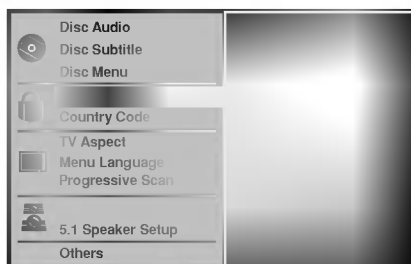 Disc Audio
Disc Subtitle
Disc Menu
Country Code
TV Aspect
Menu Language
Progressive Scan
5.1 Speaker Setup
Others